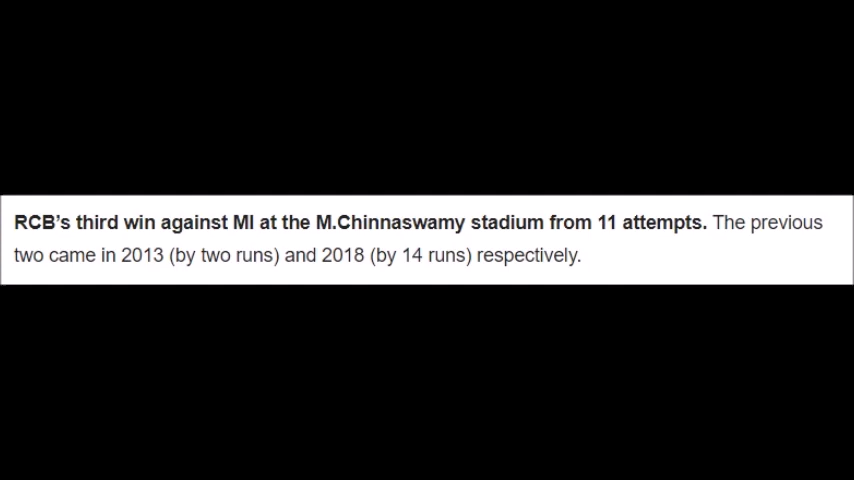 RCB’s third win against MI at the M.Chinnaswamy stadium from 11 attempts. The previous
two came in 2013 (by two runs) and 2018 (by 14 runs) respectively.